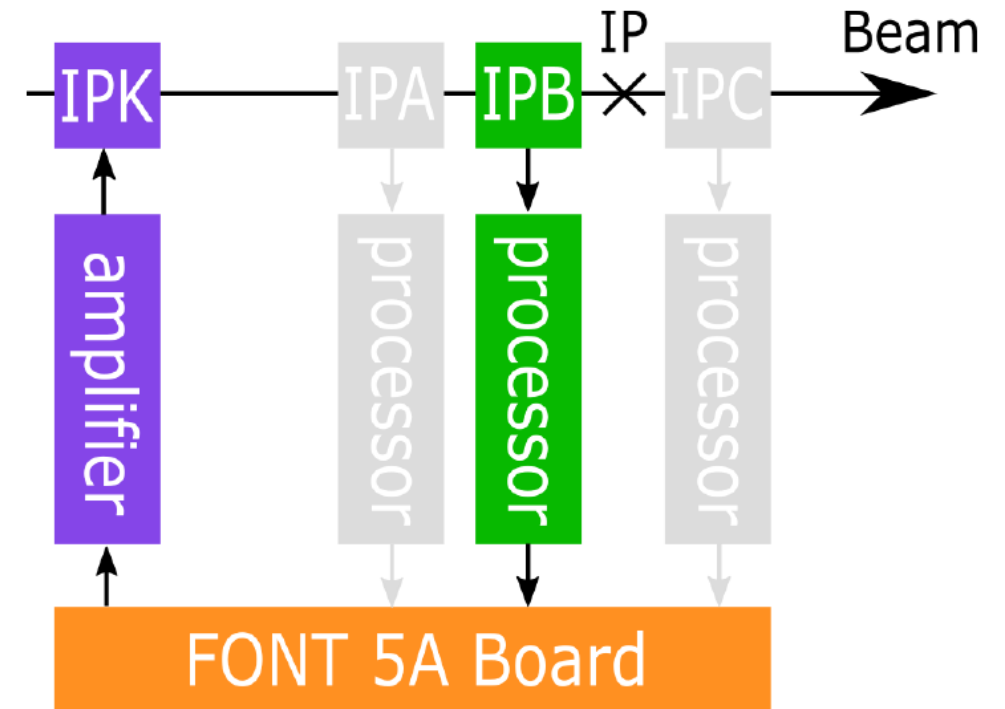 IP
Beam
IPK
IPA
IPB
IPC
amplifier
processor
processor
processor
FONT 5A Board